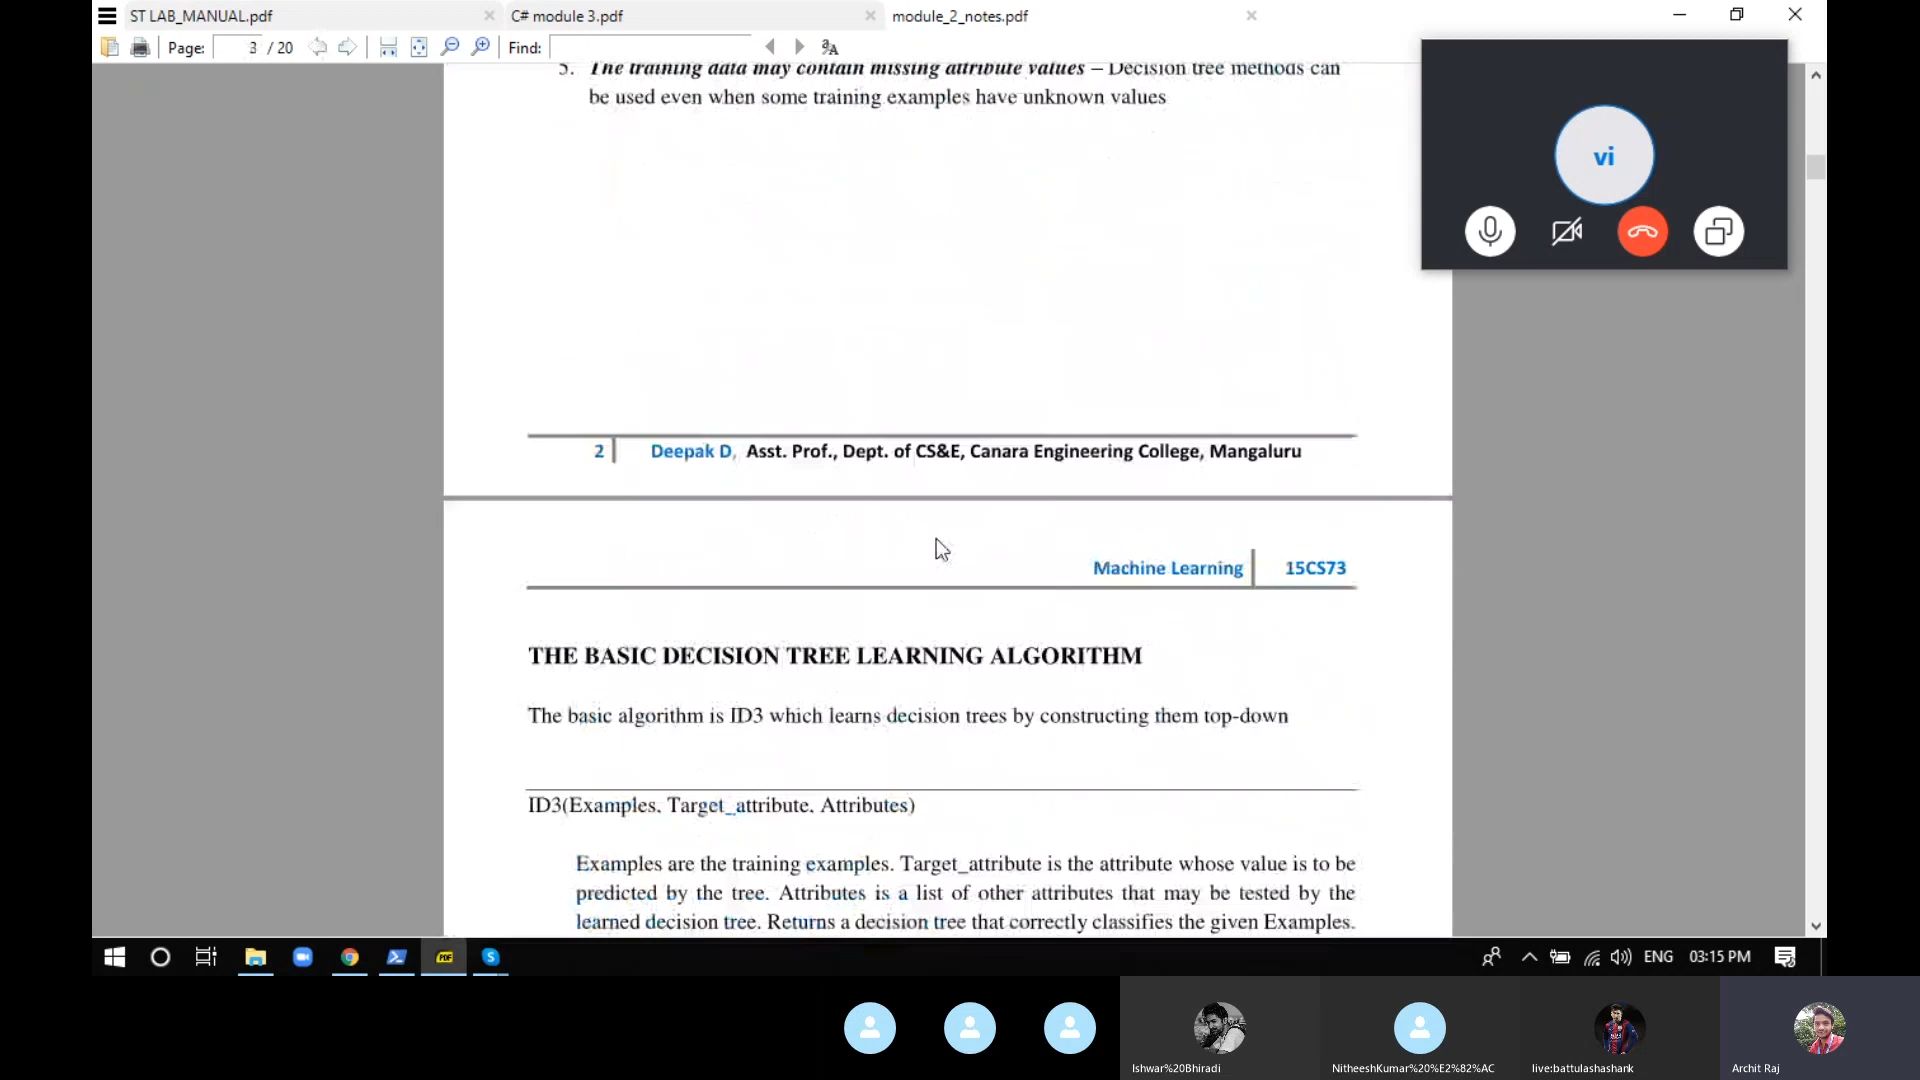 ST LAB_MANUAL.pdf
C# module 3.pdf
module_2_notes.pdf
Page: 3 / 20
Find:
5. The training data may contain missing attribute values – Decision tree methods can
be used even when some training examples have unknown values
vi
2 Deepak D, Asst. Prof., Dept. of CS&E, Canara Engineering College, Mangaluru
Machine Learning 15CS73
THE BASIC DECISION TREE LEARNING ALGORITHM
The basic algorithm is ID3 which learns decision trees by constructing them top-down
ID3(Examples, Target_attribute, Attributes)
Examples are the training examples. Target_attribute is the attribute whose value is to be
predicted by the tree. Attributes is a list of other attributes that may be tested by the
learned decision tree. Returns a decision tree that correctly classifies the given Examples.
PDF
ENG 03:15 PM
Ishwar%20Bhiradi
NitheeshKumar%20%E2%82%AC
live:battulashashank
Archit Raj